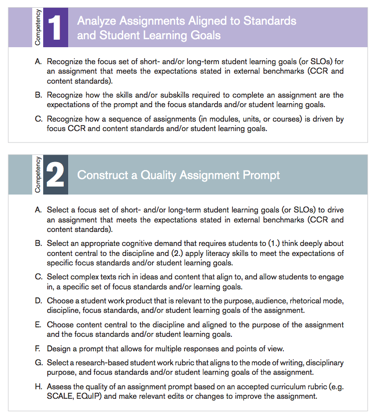 Competency
1
Analyze Assignments Aligned to Standards
and Student Learning Goals
A. Recognize the focus set of short- and/or long-term student learning goals (or SLOs) for
an assignment that meets the expectations stated in external benchmarks (CCR and
content standards).
B. Recognize how the skills and/or subskills required to complete an assignment are the
expectations of the prompt and the focus standards and/or student learning goals.
C. Recognize how a sequence of assignments (in modules, units, or courses) is driven by
focus CCR and content standards and/or student learning goals.
Competency
2
Construct a Quality Assignment Prompt
A. Select a focus set of short- and/or long-term student learning goals (or SLOs) to drive
an assignment that meets the expectations stated in external benchmarks (CCR and
content standards).
B. Select an appropriate cognitive demand that requires students to (1.) think deeply about
content central to the discipline and (2.) apply literacy skills to meet the expectations of
specific focus standards and/or student learning goals.
C. Select complex texts rich in ideas and content that align to, and allow students to engage
in, a specific set of focus standards and/or learning goals.
D. Choose a student work product that is relevant to the purpose, audience, rhetorical mode,
discipline, focus standards, and/or student learning goals of the assignment.
E. Choose content central to the discipline and aligned to the purpose of the assignment
and the focus standards and/or student learning goals.
F. Design a prompt that allows for multiple responses and points of view.
G. Select a research-based student work rubric that aligns to the mode of writing, disciplinary
purpose, and focus standards and/or student learning goals of the assignment.
H. Assess the quality of an assignment prompt based on an accepted curriculum rubric (e.g.
SCALE, EQuIP) and make relevant edits or changes to improve the assignment.